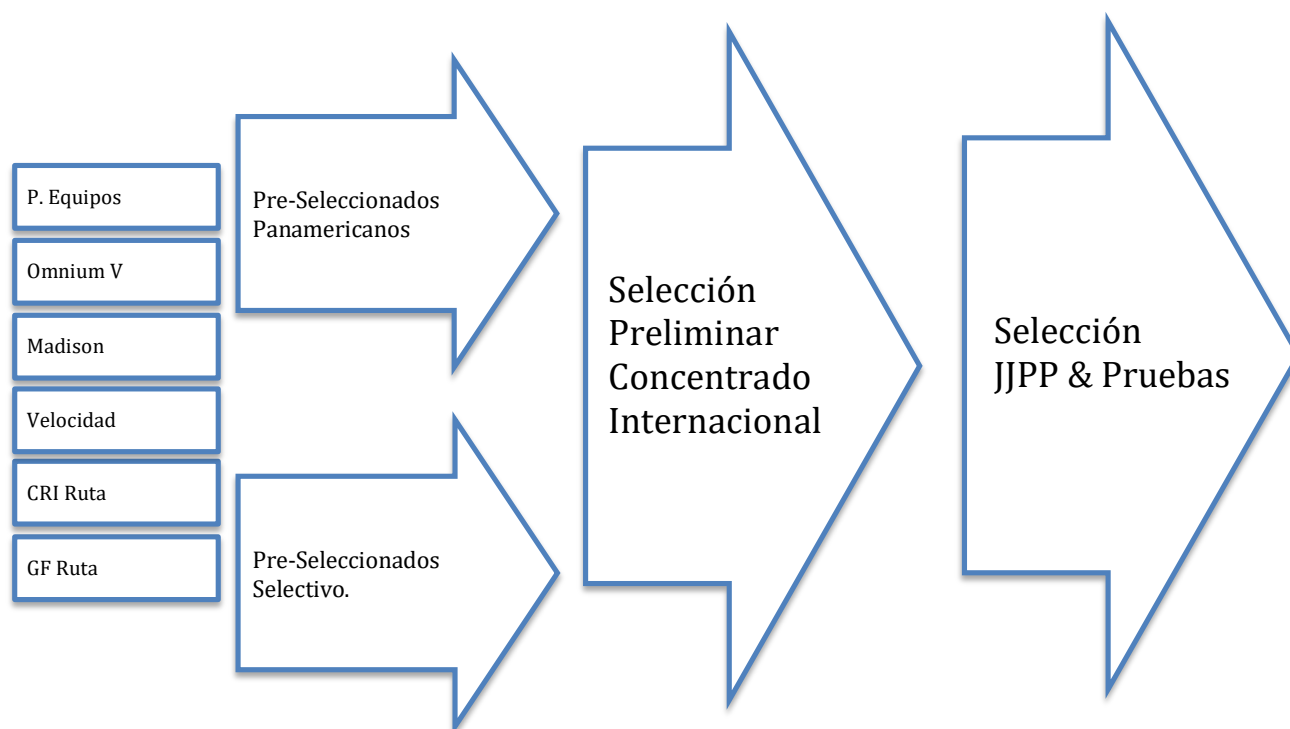 P. Equipos
Omnium V
Madison
Velocidad
CRI Ruta
GF Ruta
Pre-Seleccionados
Panamericanos
Pre-Seleccionados
Selectivo.
Selección
Preliminar
Concentrado
Internacional
Selección
JJPP & Pruebas